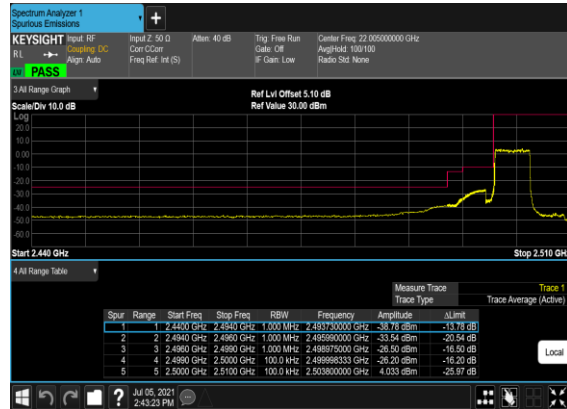 Spectrum Analyzer 1
Spurious Emissions
KEYSIGHT Input: RF Input Z: 50 Ω Atten: 40 dB Trig: Free Run Center Freq: 22.005000000 GHz
RL Coupling: DC Corr CCorr Gate: Off Avg|Hold: 100/100
Align: Auto Freq Ref: Int (S) IF Gain: Low Radio Std: None
LXI PASS
3 All Range Graph
Ref Lvl Offset 5.10 dB
Scale/Div 10.0 dB Ref Value 30.00 dBm
Log
20.0
10.0
0.00
-10.0
-20.0
-30.0
-40.0
-50.0
-60.0
Start 2.440 GHz Stop 2.510 GHz
4 All Range Table
Measure Trace Trace 1
Trace Type Trace Average (Active)
Spur Range Start Freq Stop Freq RBW Frequency Amplitude ΔLimit
1 1 2.4400 GHz 2.4940 GHz 1.000 MHz 2.493730000 GHz -38.78 dBm -13.78 dB
2 2 2.4940 GHz 2.4960 GHz 1.000 MHz 2.495990000 GHz -33.54 dBm -20.54 dB
3 3 2.4960 GHz 2.4990 GHz 1.000 MHz 2.498975000 GHz -26.50 dBm -16.50 dB
4 4 2.4990 GHz 2.5000 GHz 100.0 kHz 2.499998333 GHz -26.20 dBm -16.20 dB
5 5 2.5000 GHz 2.5100 GHz 100.0 kHz 2.503800000 GHz 4.033 dBm -25.97 dB
Local
? Jul 05, 2021
2:43:23 PM